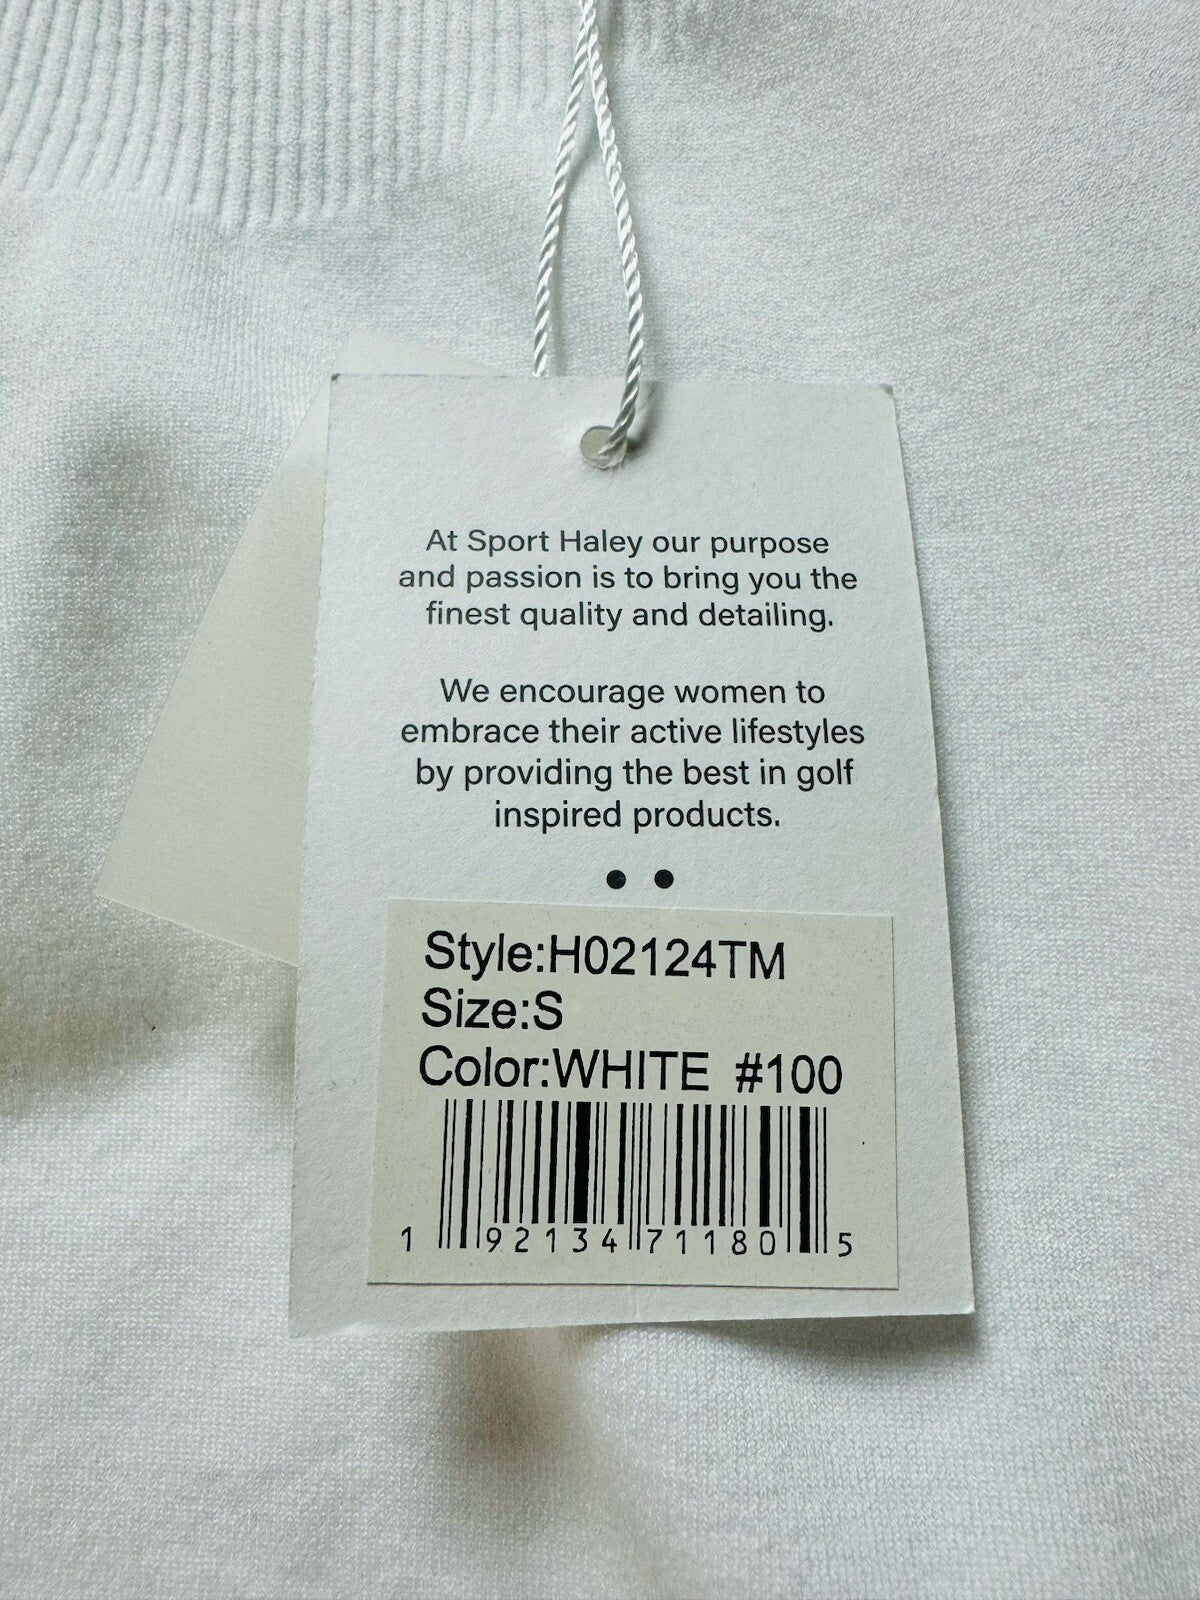 At Sport Haley our purpose
and passion is to bring you the
finest quality and detailing.
We encourage women to
embrace their active lifestyles
by providing the best in golf
inspired products.
Style:H02124TM
Size:S
Color:WHITE #100
1 92134 71180 5